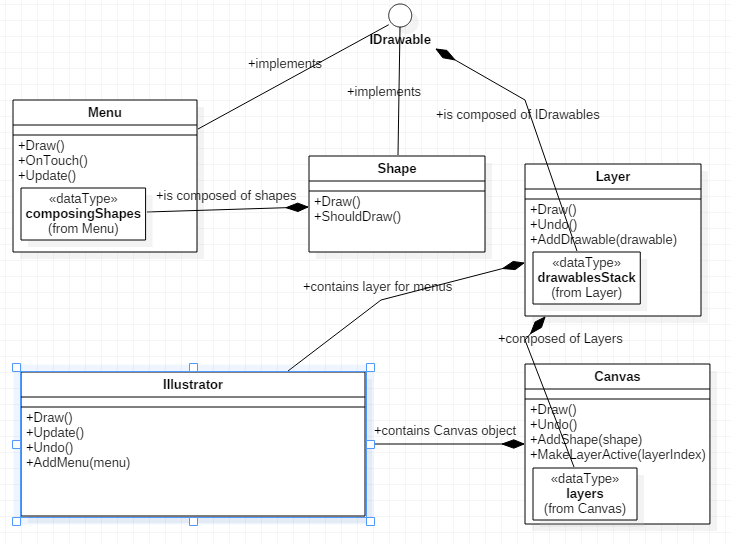 IDrawable
+implements
+implements
+is composed of IDrawables
Menu
+Draw()
+OnTouch()
+Update()
«dataType»
composingShapes
(from Menu)
+is composed of shapes
Shape
+Draw()
+ShouldDraw()
Layer
+Draw()
+Undo()
+AddDrawable(drawable)
«dataType»
drawablesStack
(from Layer)
+contains layer for menus
+composed of Layers
Illustrator
+Draw()
+Update()
+Undo()
+AddMenu(menu)
+contains Canvas object
Canvas
+Draw()
+Undo()
+AddShape(shape)
+MakeLayerActive(layerIndex)
«dataType»
layers
(from Canvas)